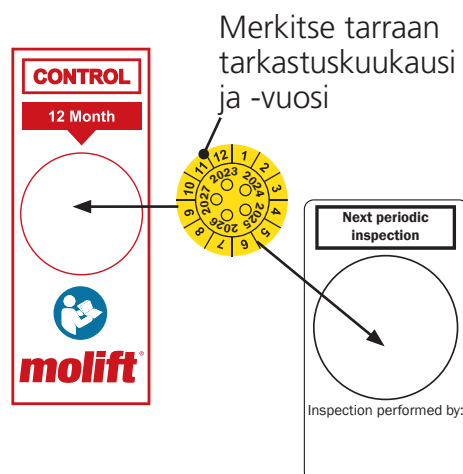 Merkitse tarraan
tarkastuskuukausi
ja -vuosi
CONTROL
12 Month
molift®
1 2 3 4 5 6 7 8 9 10 11 12
2023 2024 2025 2026 2027
Next periodic
inspection
Inspection performed by: